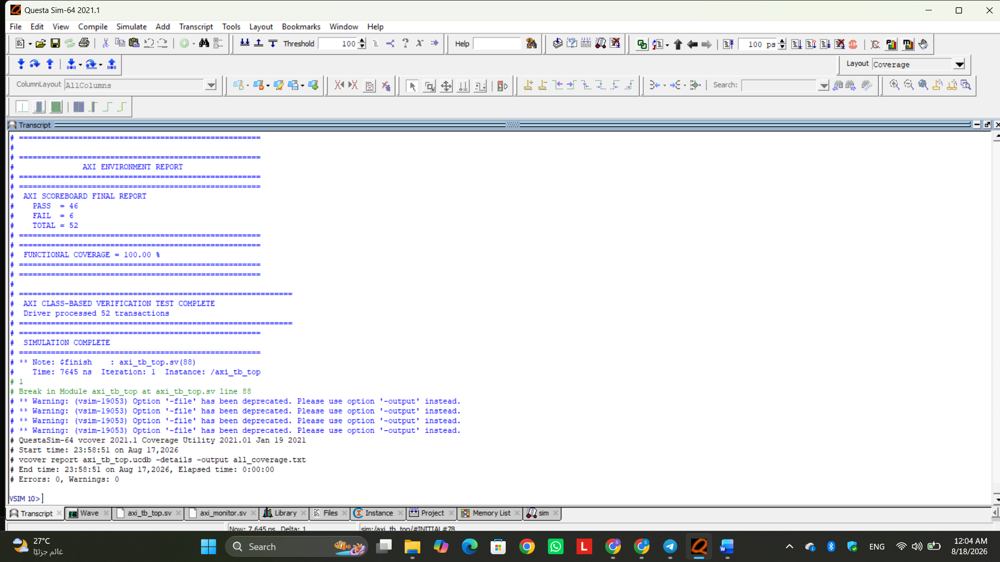 Questa Sim-64 2021.1
File Edit View Compile Simulate Add Transcript Tools Layout Bookmarks Window Help
Threshold 100 Help 100 ps
Layout Coverage
ColumnLayout AllColumns Search:
Transcript
# =====================================================
#
# =====================================================
# AXI ENVIRONMENT REPORT
# =====================================================
# =====================================================
# AXI SCOREBOARD FINAL REPORT
# PASS = 46
# FAIL = 6
# TOTAL = 52
# =====================================================
# =====================================================
# FUNCTIONAL COVERAGE = 100.00 %
# =====================================================
# =====================================================
#
# ============================================================
# AXI CLASS-BASED VERIFICATION TEST COMPLETE
# Driver processed 52 transactions
# ============================================================
# =====================================================
# SIMULATION COMPLETE
# =====================================================
# ** Note: $finish : axi_tb_top.sv(88)
# Time: 7645 ns Iteration: 1 Instance: /axi_tb_top
# 1
# Break in Module axi_tb_top at axi_tb_top.sv line 88
# ** Warning: (vsim-19053) Option '-file' has been deprecated. Please use option '-output' instead.
# ** Warning: (vsim-19053) Option '-file' has been deprecated. Please use option '-output' instead.
# ** Warning: (vsim-19053) Option '-file' has been deprecated. Please use option '-output' instead.
# ** Warning: (vsim-19053) Option '-file' has been deprecated. Please use option '-output' instead.
# QuestaSim-64 vcover 2021.1 Coverage Utility 2021.01 Jan 19 2021
# Start time: 23:58:51 on Aug 17,2026
# vcover report axi_tb_top.ucdb -details -output all_coverage.txt
# End time: 23:58:51 on Aug 17,2026, Elapsed time: 0:00:00
# Errors: 0, Warnings: 0
VSIM 10>
Transcript Wave axi_tb_top.sv axi_monitor.sv Library Files Instance Project Memory List sim
Now: 7,645 ns Delta: 1 sim:/axi_tb_top/#INITIAL#78
27°C
غائم جزئيًا
Search
ENG
12:04 AM
8/18/2026